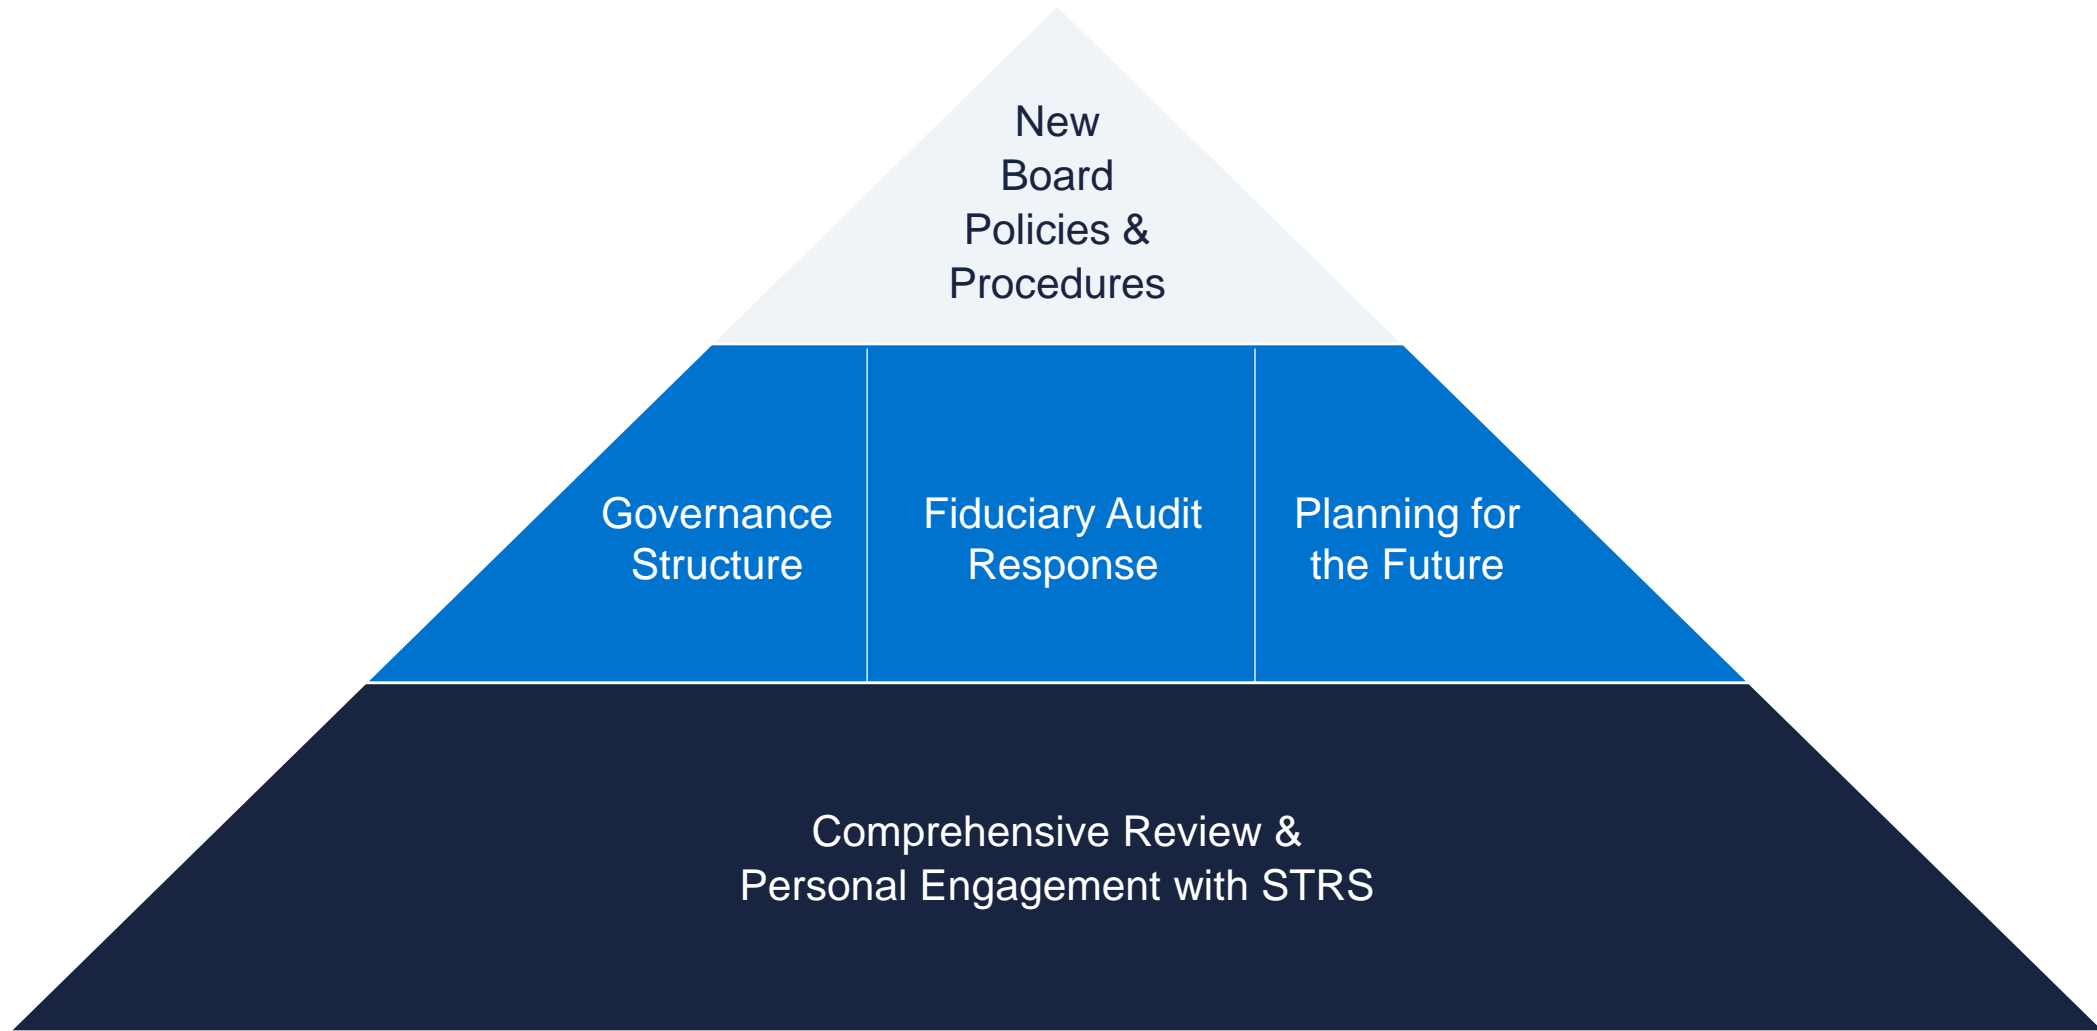 New
Board
Policies &
Procedures
Governance
Structure
Fiduciary Audit
Response
Planning for
the Future
Comprehensive Review &
Personal Engagement with STRS